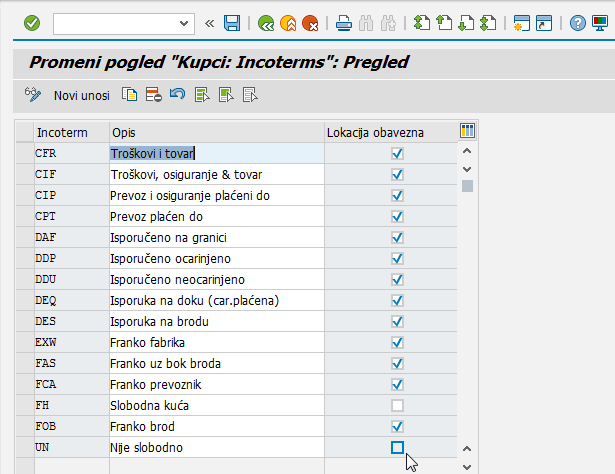 Promeni pogled "Kupci: Incoterms": Pregled
Novi unosi
Incoterm Opis Lokacija obavezna
CFR Troškovi i tovar
CIF Troškovi, osiguranje & tovar
CIP Prevoz i osiguranje plaćeni do
CPT Prevoz plaćen do
DAF Isporučeno na granici
DDP Isporučeno ocarinjeno
DDU Isporučeno neocarinjeno
DEQ Isporuka na doku (car.plaćena)
DES Isporuka na brodu
EXW Franko fabrika
FAS Franko uz bok broda
FCA Franko prevoznik
FH Slobodna kuća
FOB Franko brod
UN Nije slobodno